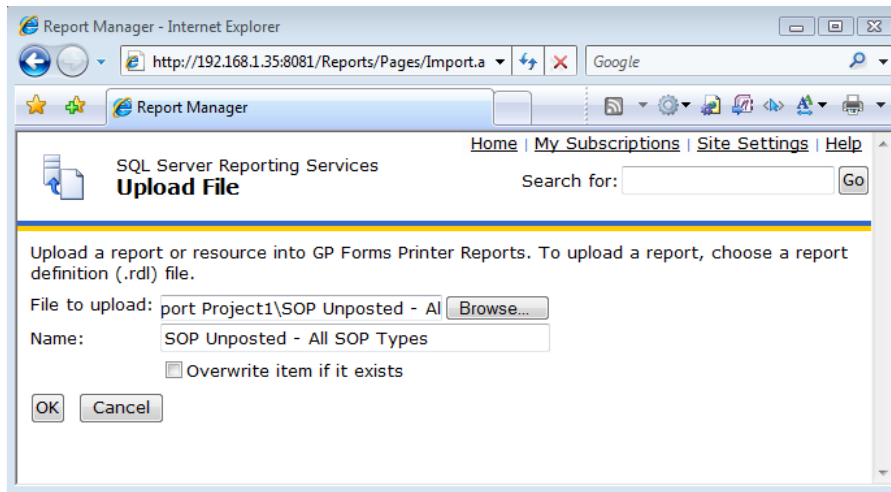 Report Manager - Internet Explorer
http://192.168.1.35:8081/Reports/Pages/Import.a
Google
Report Manager
Home | My Subscriptions | Site Settings | Help
SQL Server Reporting Services
Upload File
Search for:
Go
Upload a report or resource into GP Forms Printer Reports. To upload a report, choose a report
definition (.rdl) file.
File to upload: port Project1\SOP Unposted - Al Browse...
Name: SOP Unposted - All SOP Types
Overwrite item if it exists
OK Cancel